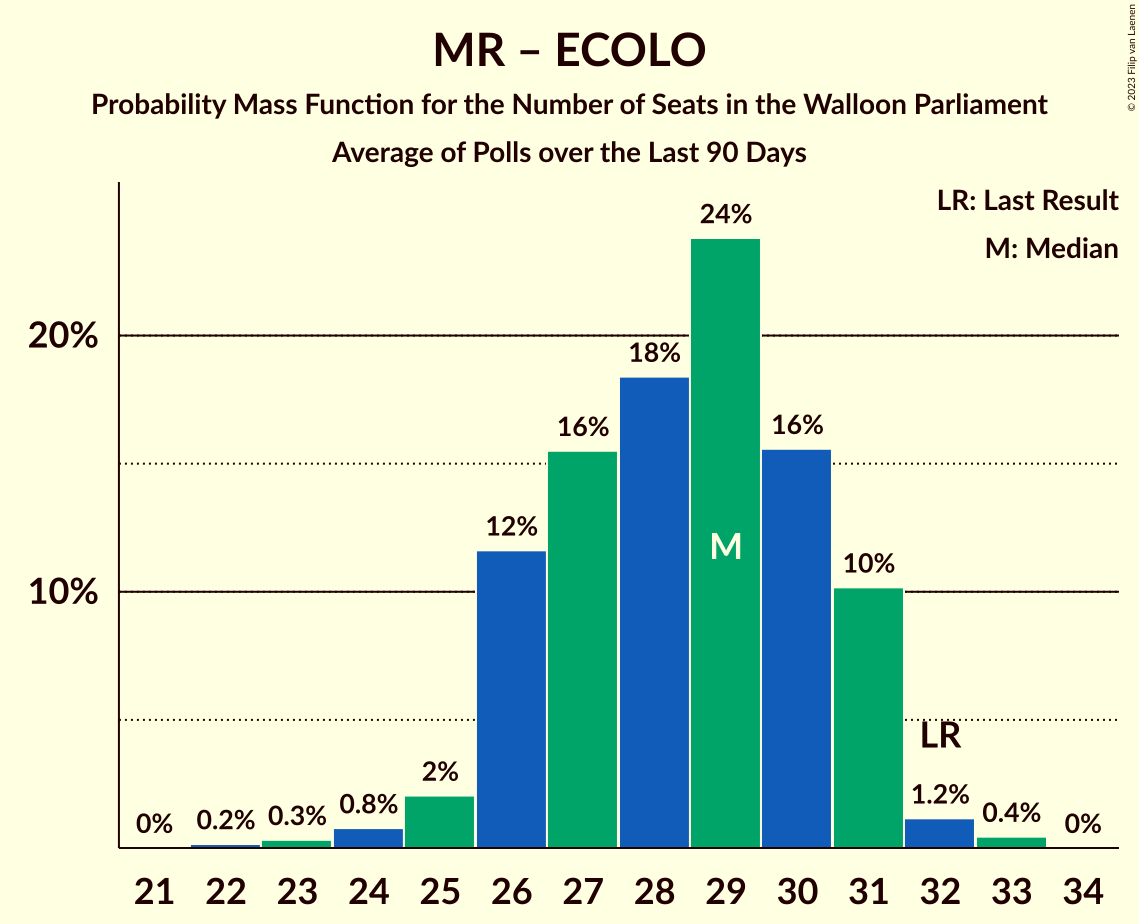 MR – ECOLO
Probability Mass Function for the Number of Seats in the Walloon Parliament
Average of Polls over the Last 90 Days
© 2023 Filip van Laenen
LR: Last Result
M: Median
20%
10%
0%
0.2%
0.3%
0.8%
2%
12%
16%
18%
24%
16%
10%
1.2%
0.4%
0%
M
LR
21 22 23 24 25 26 27 28 29 30 31 32 33 34